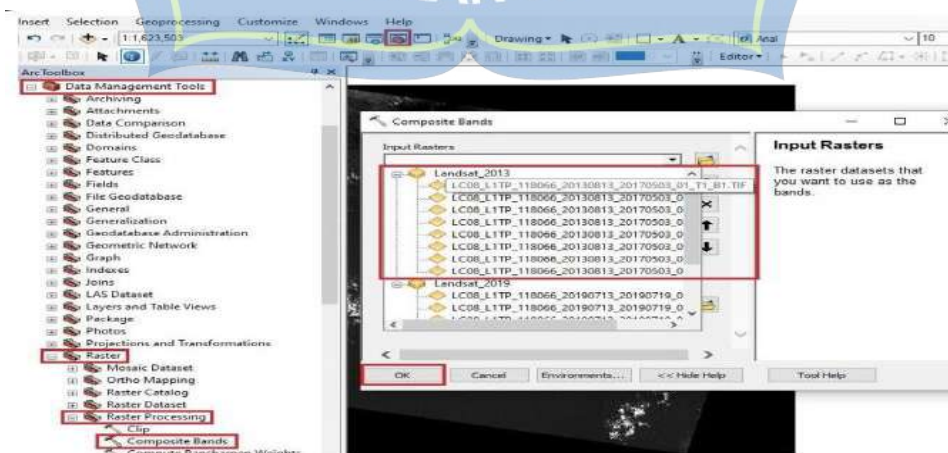 Insert Selection Geoprocessing Customize Windows Help
1:1,623,503 Drawing A Arial 10
Editor
ArcToolbox
Data Management Tools
Archiving
Attachments
Data Comparison
Distributed Geodatabase
Domains
Feature Class
Features
Fields
File Geodatabase
General
Generalization
Geodatabase Administration
Geometric Network
Graph
Indexes
Joins
LAS Dataset
Layers and Table Views
Package
Photos
Projections and Transformations
Raster
Mosaic Dataset
Ortho Mapping
Raster Catalog
Raster Dataset
Raster Processing
Clip
Composite Bands
Compute Pansharpen Weights
Composite Bands
Input Rasters
Landsat_2013
LC08_L1TP_118066_20130813_20170503_01_T1_B1.TIF
LC08_L1TP_118066_20130813_20170503_0
LC08_L1TP_118066_20130813_20170503_0
LC08_L1TP_118066_20130813_20170503_0
LC08_L1TP_118066_20130813_20170503_0
LC08_L1TP_118066_20130813_20170503_0
LC08_L1TP_118066_20130813_20170503_0
Landsat_2019
LC08_L1TP_118066_20190713_20190719_0
LC08_L1TP_118066_20190713_20190719_0
OK Cancel Environments... << Hide Help Tool Help
Input Rasters
The raster datasets that
you want to use as the
bands.